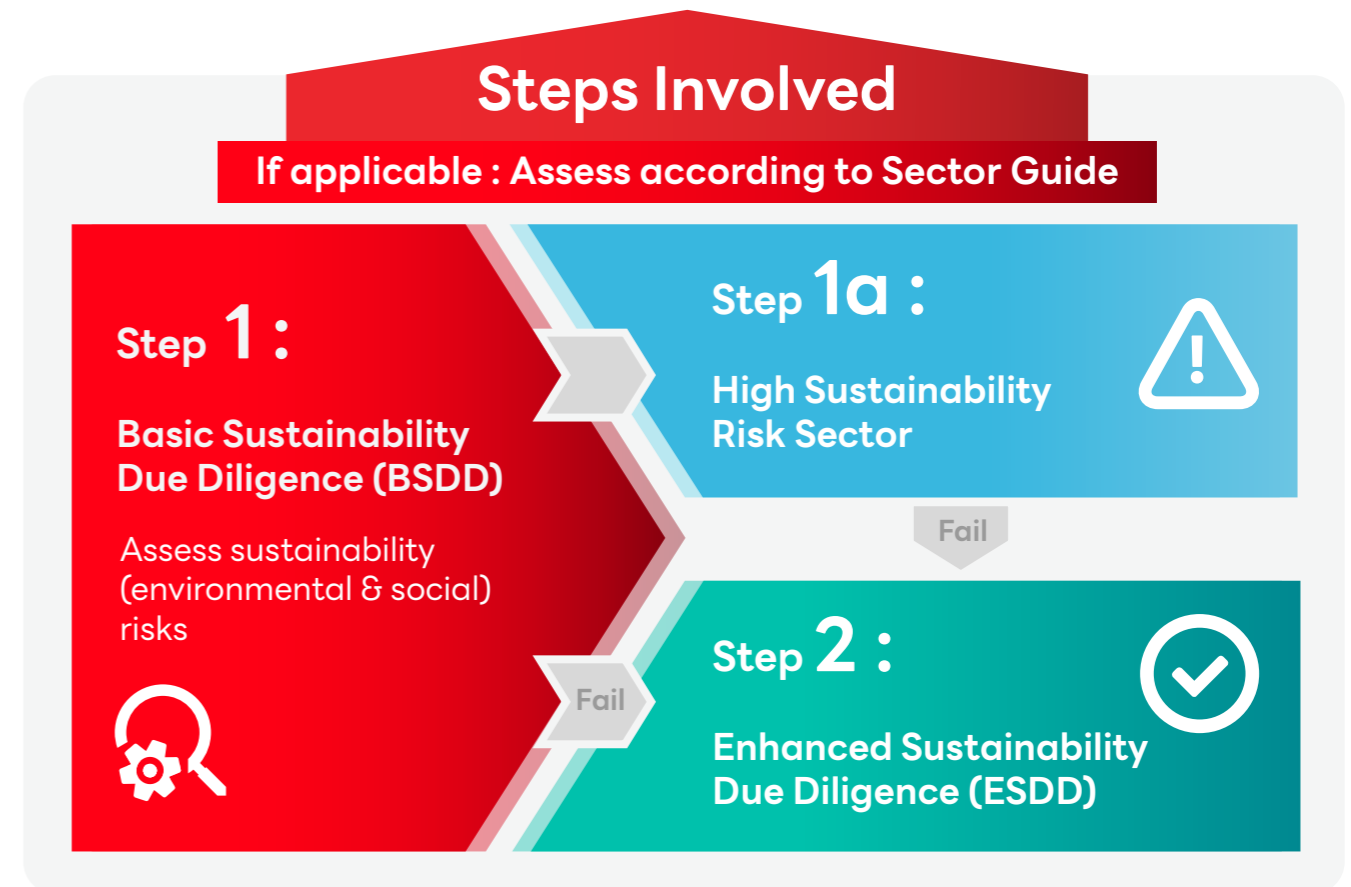 Steps Involved
If applicable : Assess according to Sector Guide
Step 1 :
Basic Sustainability
Due Diligence (BSDD)
Assess sustainability
(environmental & social)
risks
Step 1a :
High Sustainability
Risk Sector
Fail
Fail
Step 2 :
Enhanced Sustainability
Due Diligence (ESDD)